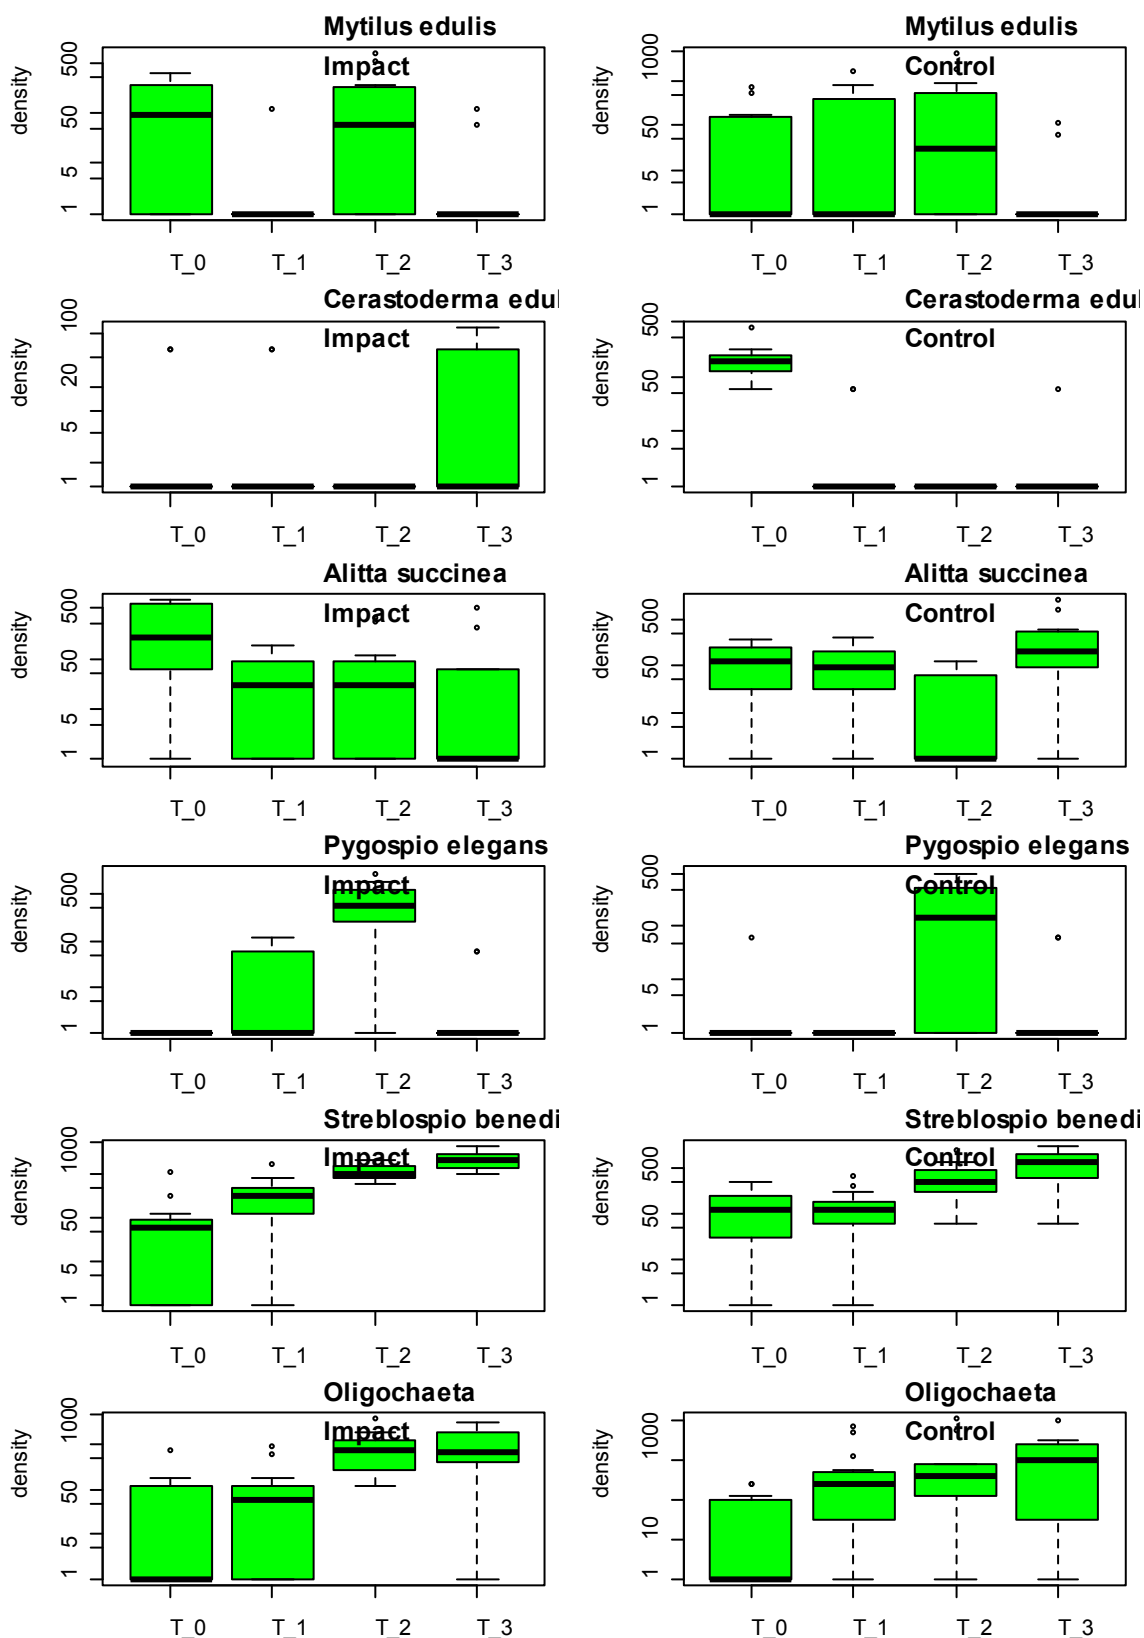 Mytilus edulis
Impact
density
500
50
5
1
T_0 T_1 T_2 T_3
Mytilus edulis
Control
density
1000
50
5
1
T_0 T_1 T_2 T_3
Cerastoderma edul
Impact
density
100
20
5
1
T_0 T_1 T_2 T_3
Cerastoderma edul
Control
density
500
50
5
1
T_0 T_1 T_2 T_3
Alitta succinea
Impact
density
500
50
5
1
T_0 T_1 T_2 T_3
Alitta succinea
Control
density
500
50
5
1
T_0 T_1 T_2 T_3
Pygospio elegans
Impact
density
500
50
5
1
T_0 T_1 T_2 T_3
Pygospio elegans
Control
density
500
50
5
1
T_0 T_1 T_2 T_3
Streblospio benedi
Impact
density
1000
50
5
1
T_0 T_1 T_2 T_3
Streblospio benedi
Control
density
500
50
5
1
T_0 T_1 T_2 T_3
Oligochaeta
Impact
density
1000
50
5
1
T_0 T_1 T_2 T_3
Oligochaeta
Control
density
1000
10
1
T_0 T_1 T_2 T_3